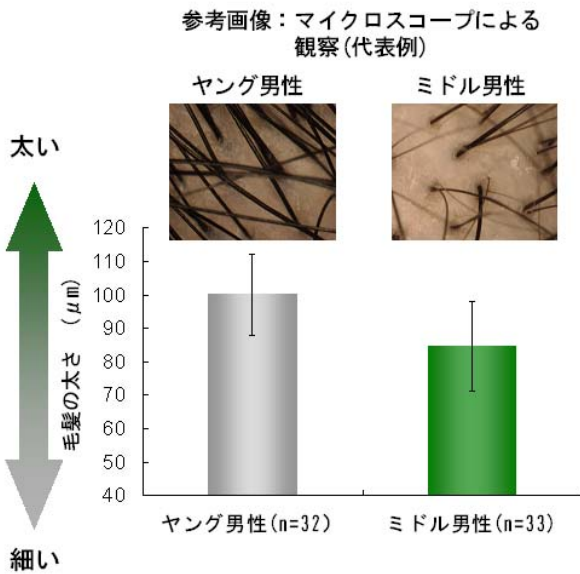 参考画像：マイクロスコープによる
観察(代表例)
ヤング男性
ミドル男性
太い
毛髪の太さ (μm)
120
110
100
90
80
70
60
50
40
ヤング男性(n=32)
ミドル男性(n=33)
細い